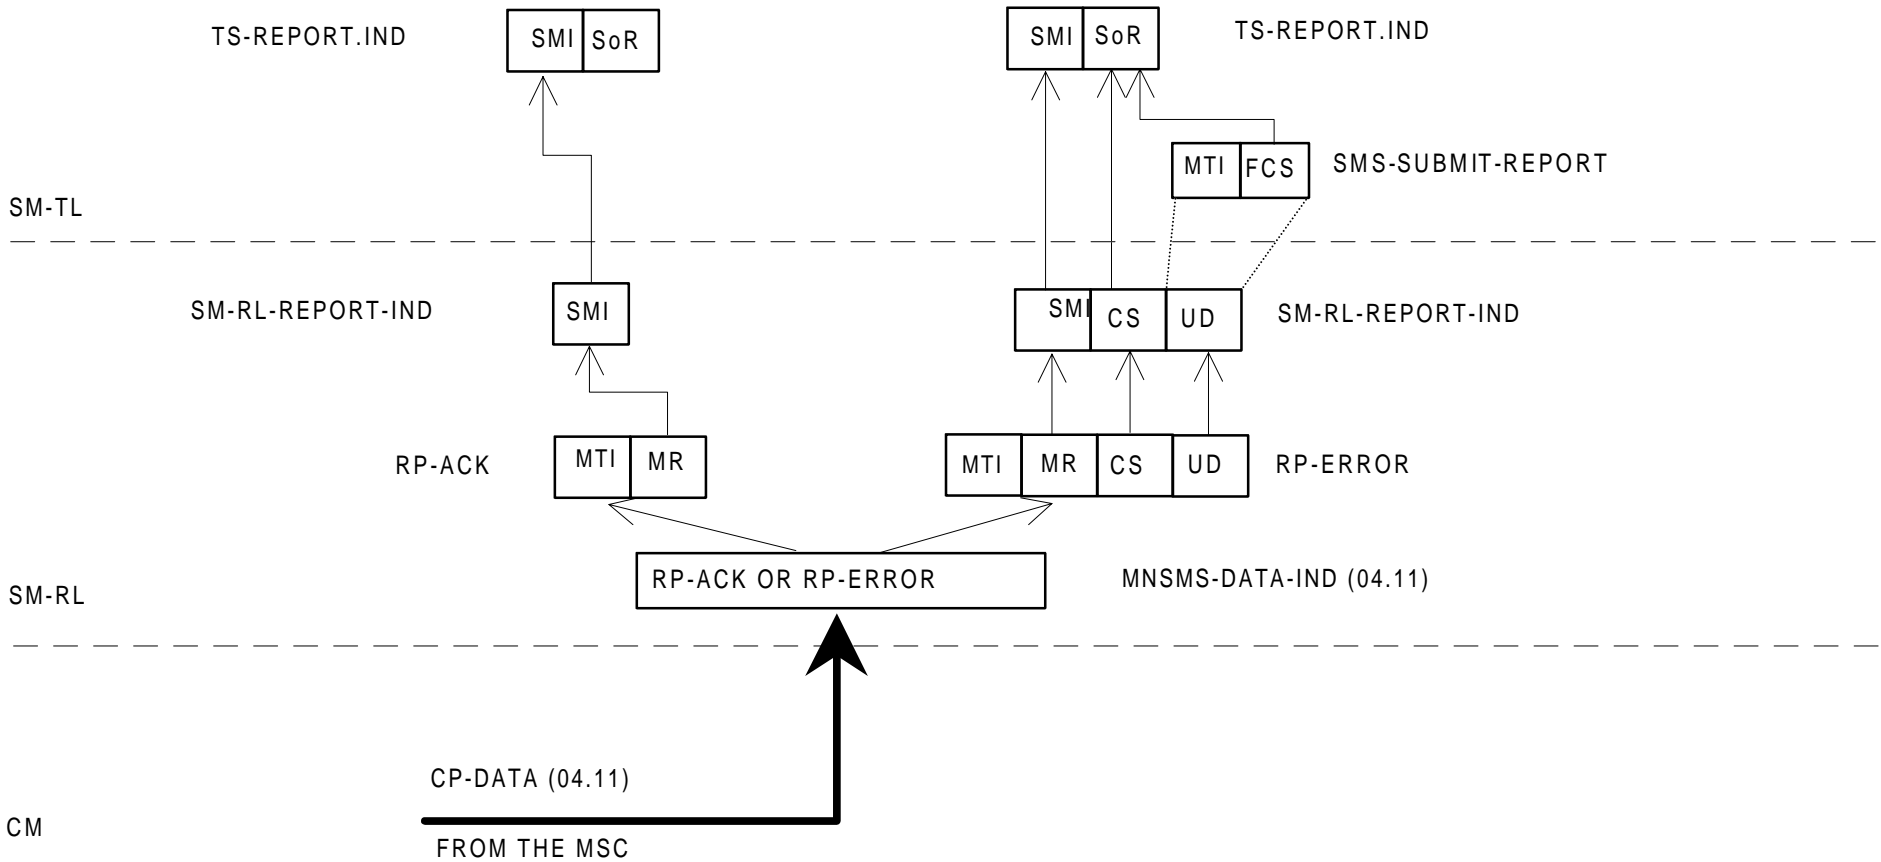 TS-REPORT.IND
SMI SoR
SMI SoR
TS-REPORT.IND
MTI FCS
SMS-SUBMIT-REPORT
SM-TL
SM-RL-REPORT-IND
SMI
SMI CS UD
SM-RL-REPORT-IND
RP-ACK
MTI MR
MTI MR CS UD
RP-ERROR
RP-ACK OR RP-ERROR
MNSMS-DATA-IND (04.11)
SM-RL
CP-DATA (04.11)
CM
FROM THE MSC